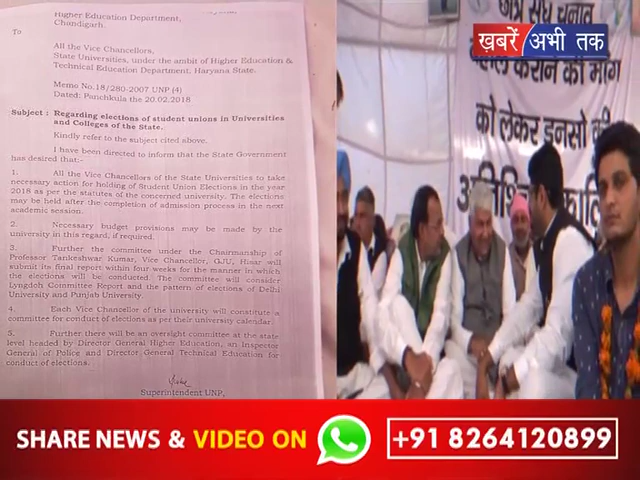 Higher Education Department,
Chandigarh.
To
All the Vice Chancellors,
State Universities, under the ambit of Higher Education &
Technical Education Department, Haryana State.
Memo No.18/280-2007 UNP (4)
Dated: Panchkula the 20.02.2018
Subject : Regarding elections of student unions in Universities
and Colleges of the State.
Kindly refer to the subject cited above.
I have been directed to inform that the State Government
has desired that:-
1. All the Vice Chancellors of the State Universities to take
necessary action for holding of Student Union Elections in the year
2018 as per the statutes of the concerned university. The elections
may be held after the completion of admission process in the next
academic session.
2. Necessary budget provisions may be made by the
university in this regard, if required.
3. Further the committee under the Chairmanship of
Professor Tankeshwar Kumar, Vice Chancellor, GJU, Hisar will
submit its final report within four weeks for the manner in which
the elections will be conducted. The committee will consider
Lyngdoh Committee Report and the pattern of elections of Delhi
University and Punjab University.
4. Each Vice Chancellor of the university will constitute a
committee for conduct of elections as per their university calendar.
5. Further there will be an oversight committee at the state
level headed by Director General Higher Education, an Inspector
General of Police and Director General Technical Education for
conduct of elections.
Superintendent UNP,
छात्र संघ चुनाव
ख़बरें अभी तक
कराने की मांग
को लेकर इनसो की
SHARE NEWS & VIDEO ON +91 8264120899